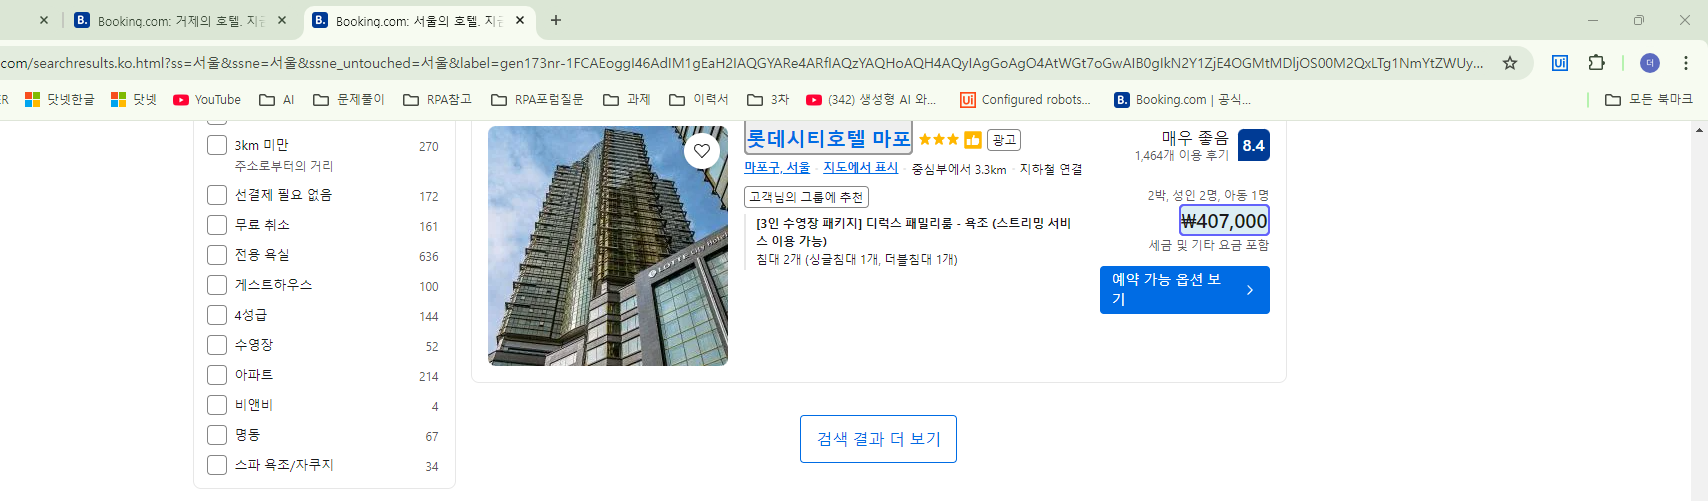 Booking.com: 거제의 호텔. 지금
Booking.com: 서울의 호텔. 지금
com/searchresults.ko.html?ss=서울&ssne=서울&ssne_untouched=서울&label=
ER
닷넷한글
닷넷
YouTube
AI
문제풀이
RPA참고
RPA포럼질문
과제
이력서
3차
(342) 생성형 AI 와...
Configured robots...
Booking.com | 공식...
모든 북마크
3km 미만 270
주소로부터의 거리
선결제 필요 없음 172
무료 취소 161
전용 욕실 636
게스트하우스 100
4성급 144
수영장 52
아파트 214
비앤비 4
명동 67
스파 욕조/자쿠지 34
LOTTE City Hotel
롯데시티호텔 마포
광고
마포구, 서울 · 지도에서 표시 · 중심부에서 3.3km · 지하철 연결
고객님의 그룹에 추천
[3인 수영장 패키지] 디럭스 패밀리룸 - 욕조 (스트리밍 서비
스 이용 가능)
침대 2개 (싱글침대 1개, 더블침대 1개)
매우 좋음
1,464개 이용 후기
8.4
2박, 성인 2명, 아동 1명
₩407,000
세금 및 기타 요금 포함
예약 가능 옵션 보
기
검색 결과 더 보기